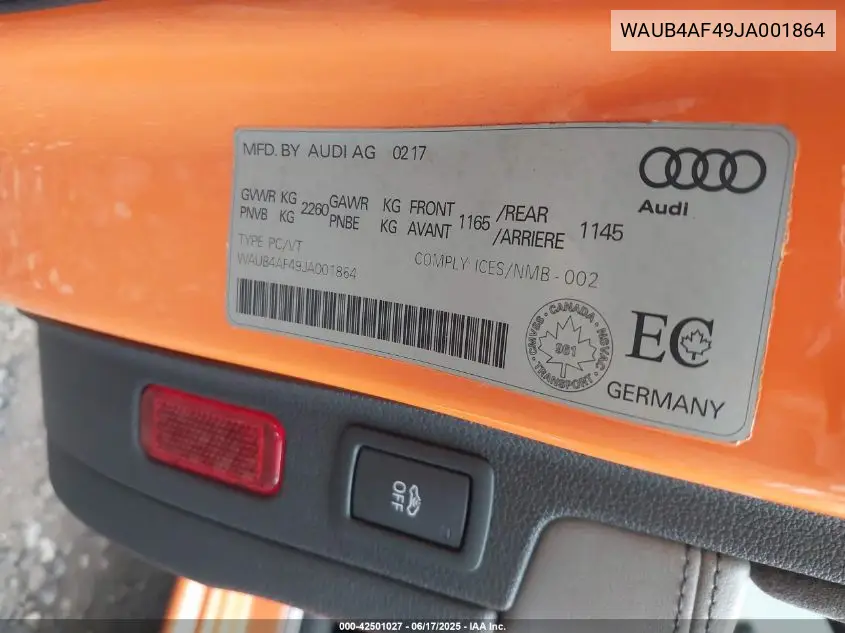 WAUB4AF49JA001864
MFD. BY AUDI AG 0217
Audi
GVWR KG 2260 GAWR KG FRONT 1165 /REAR 1145
PNVB KG PNBE KG AVANT /ARRIERE
TYPE PC/VT
WAUB4AF49JA001864
COMPLY ICES/NMB-002
CANADA · NSVAC · TRANSPORT · CMVSS
961
EC
GERMANY
OFF
000-42501027 - 06/17/2025 - IAA Inc.